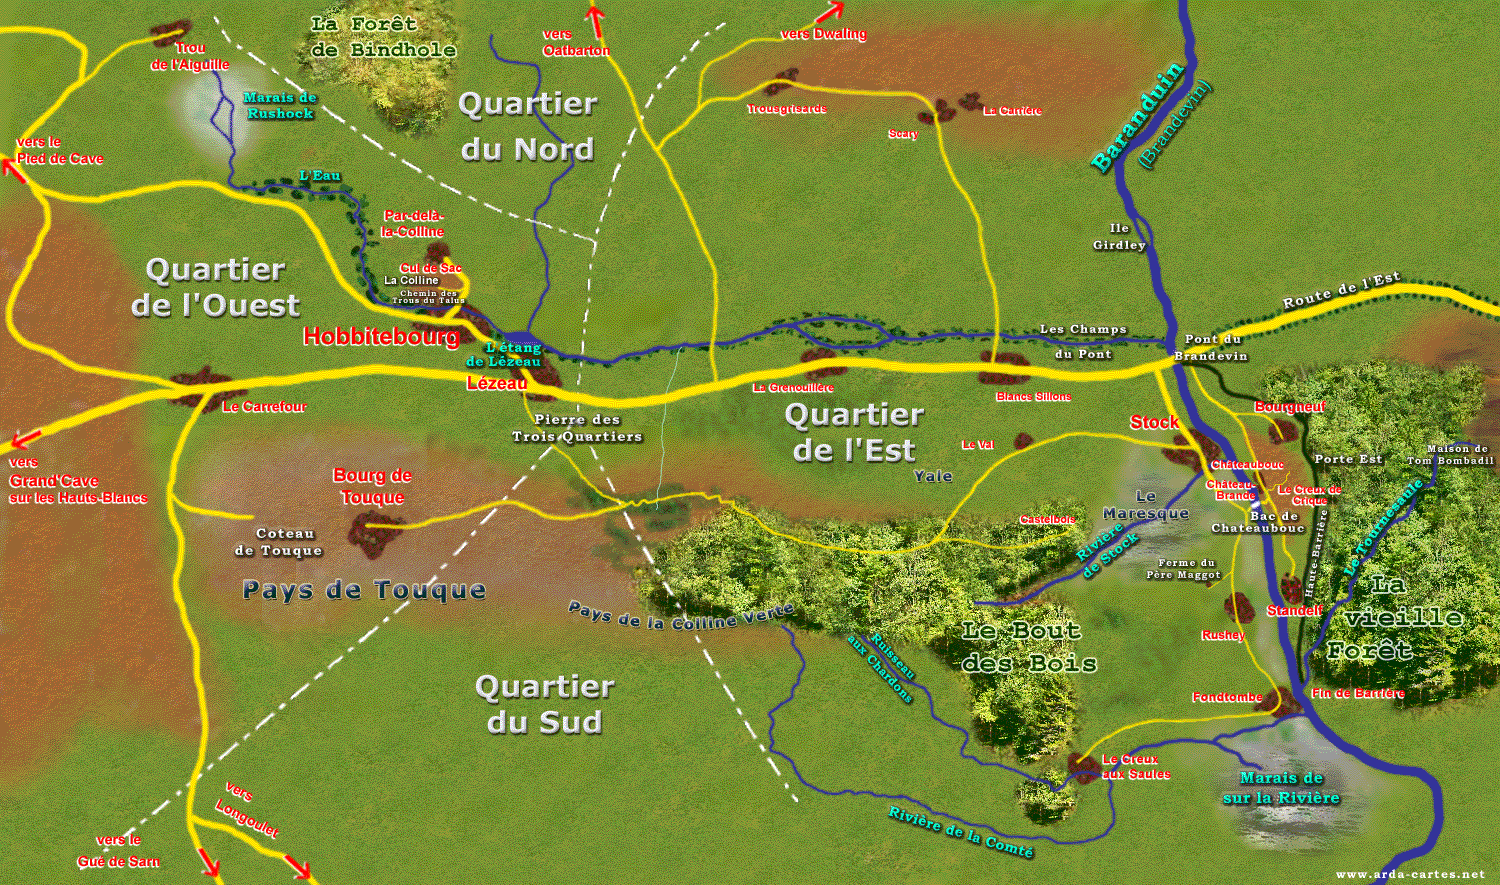 La Forêt
de Bindhole
Trou
de l'Aiguille
vers
Oatbarton
vers Dwaling
Marais de
Rushock
Quartier
du Nord
Trousgrisards
Scary
La Carrière
Baranduin
(Brandevin)
vers le
Pied de Cave
L'Eau
Par-delà-
la-Colline
Ile
Girdley
Quartier
de l'Ouest
Cul de Sac
La Colline
Chemin des
Trous du Talus
Hobbitebourg
L'étang
de Lézeau
Lézeau
Route de l'Est
Les Champs
du Pont
Pont du
Brandevin
La Grenouillère
Blancs Sillons
Le Carrefour
Pierre des
Trois Quartiers
Quartier
de l'Est
Stock
Bourgneuf
Le Val
Yale
Porte Est
Maison de
Tom Bombadil
vers
Grand'Cave
sur les Hauts-Blancs
Bourg de
Touque
Châteaubouc
Château-
Brande
Le Creux de
Crique
Le
Maresque
Bac de
Chateaubouc
Castelbois
Rivière
de Stock
Haute-Barrière
Le Tournesaule
Coteau
de Touque
Pays de Touque
Ferme du
Père Maggot
La
vieille
Forêt
Standelf
Rushey
Pays de la Colline Verte
Le Bout
des Bois
Ruisseau
aux Chardons
Quartier
du Sud
Fondtombe
Fin de Barrière
Le Creux
aux Saules
Marais de
sur la Rivière
Rivière de la Comté
vers
Longoulet
vers le
Gué de Sarn
www.arda-cartes.net